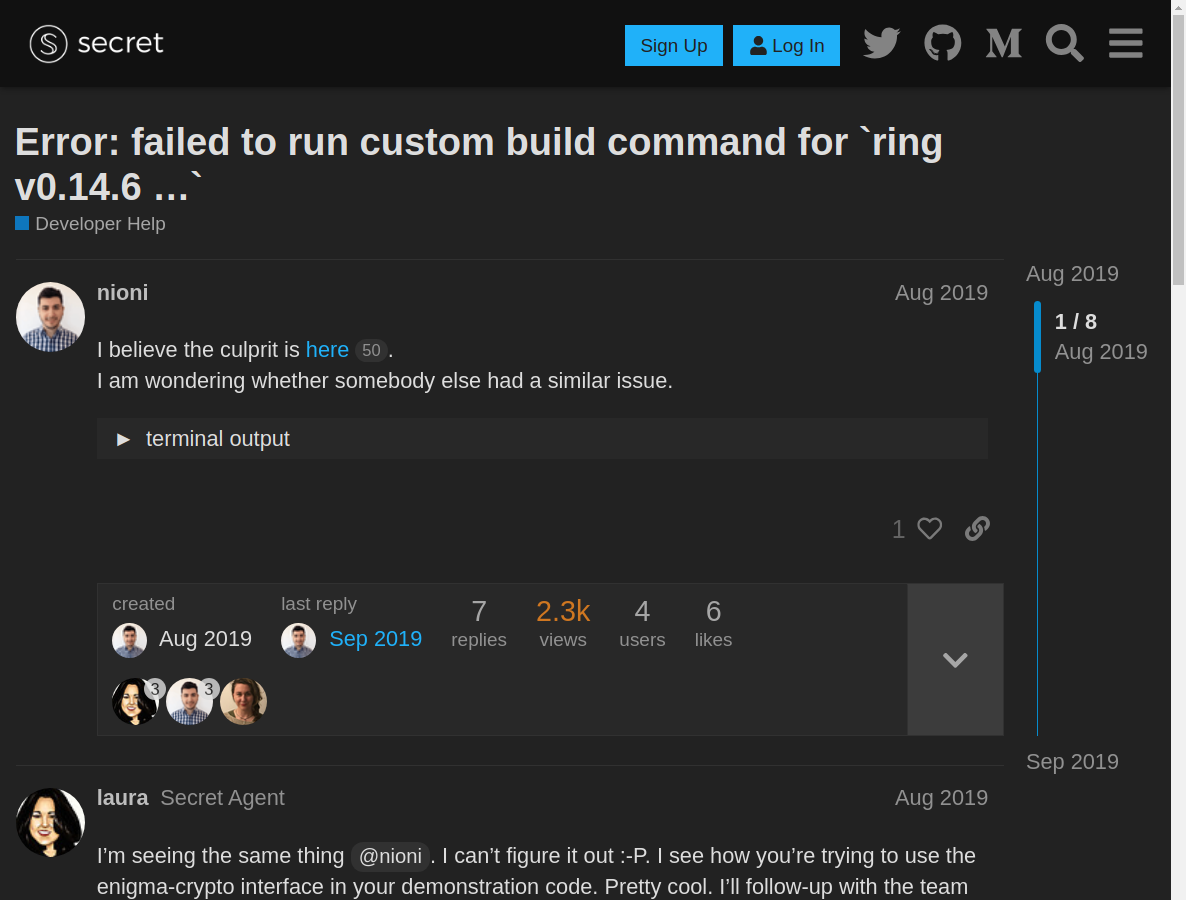 secret
Sign Up
Log In
Error: failed to run custom build command for `ring
v0.14.6 …`
Developer Help
nioni
Aug 2019
I believe the culprit is here 50 .
I am wondering whether somebody else had a similar issue.
► terminal output
1
Aug 2019
1 / 8
Aug 2019
Sep 2019
created
Aug 2019
last reply
Sep 2019
7
replies
2.3k
views
4
users
6
likes
3
3
laura Secret Agent
Aug 2019
I’m seeing the same thing @nioni . I can’t figure it out :-P. I see how you’re trying to use the
enigma-crypto interface in your demonstration code. Pretty cool. I’ll follow-up with the team